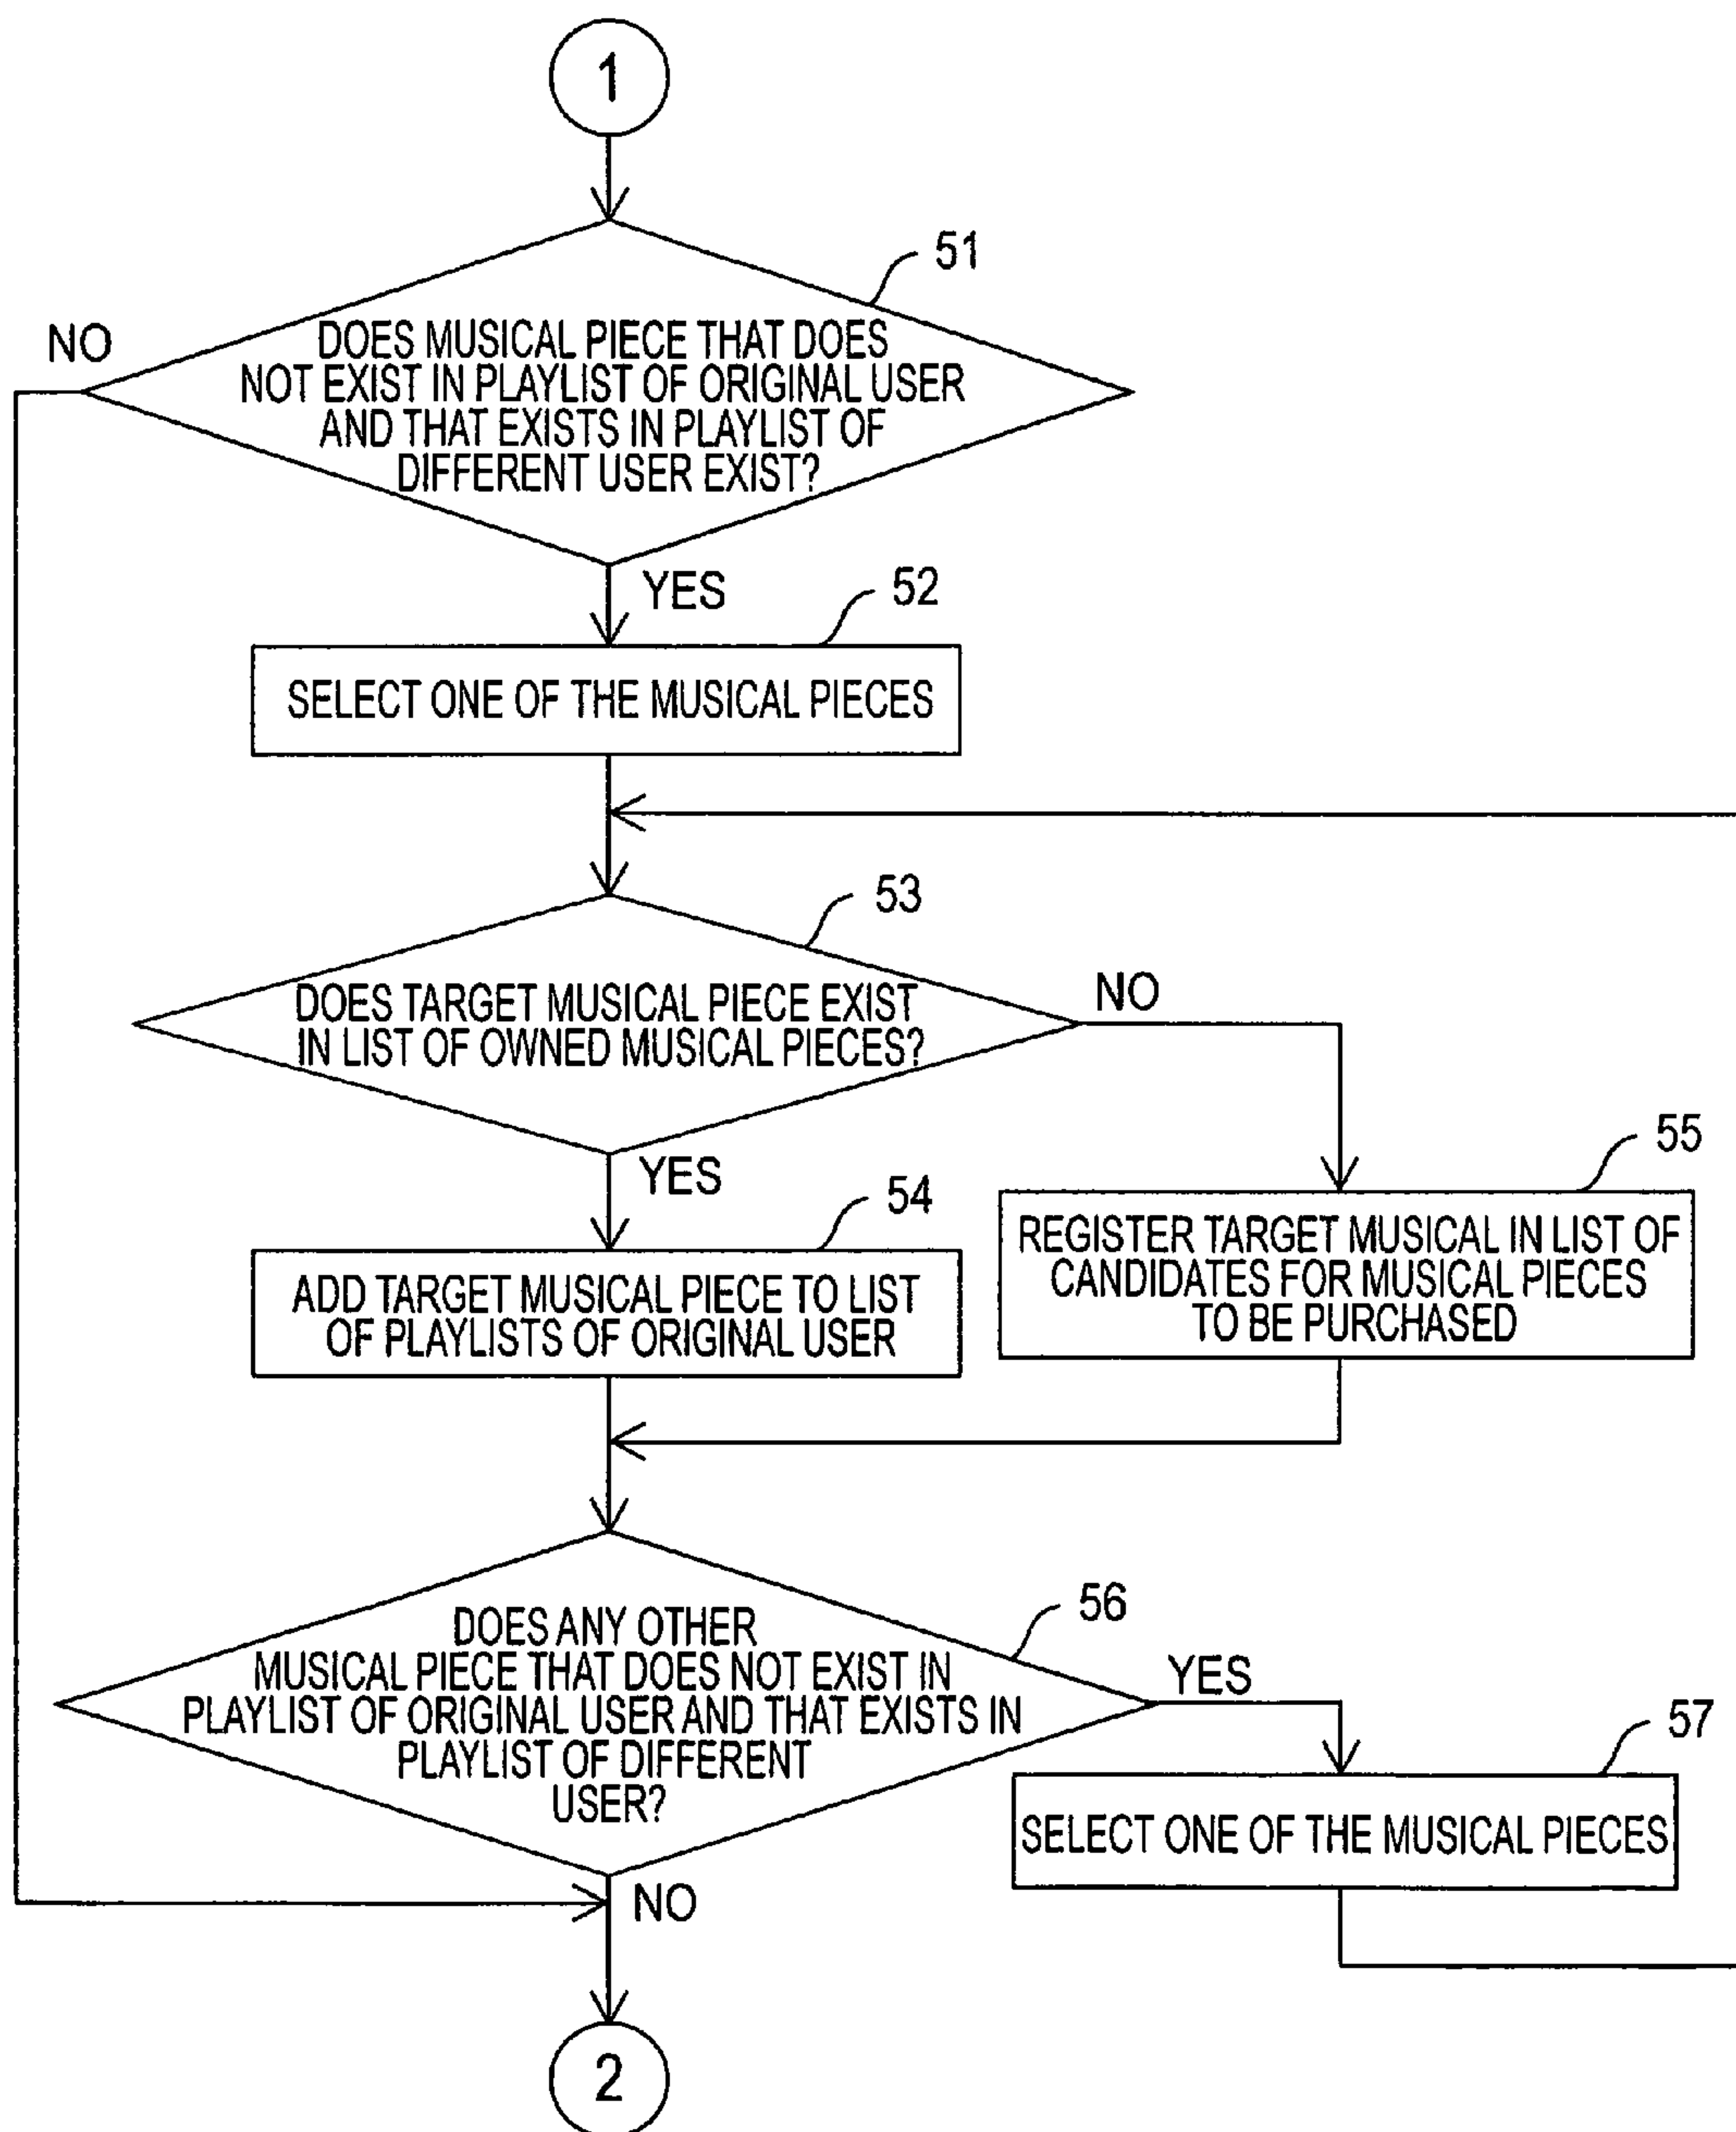 1
51
NO
DOES MUSICAL PIECE THAT DOES
NOT EXIST IN PLAYLIST OF ORIGINAL USER
AND THAT EXISTS IN PLAYLIST OF
DIFFERENT USER EXIST?
YES
52
SELECT ONE OF THE MUSICAL PIECES
53
DOES TARGET MUSICAL PIECE EXIST
IN LIST OF OWNED MUSICAL PIECES?
NO
YES
54
ADD TARGET MUSICAL PIECE TO LIST
OF PLAYLISTS OF ORIGINAL USER
55
REGISTER TARGET MUSICAL IN LIST OF
CANDIDATES FOR MUSICAL PIECES
TO BE PURCHASED
56
DOES ANY OTHER
MUSICAL PIECE THAT DOES NOT EXIST IN
PLAYLIST OF ORIGINAL USER AND THAT EXISTS IN
PLAYLIST OF DIFFERENT
USER?
YES
57
SELECT ONE OF THE MUSICAL PIECES
NO
2